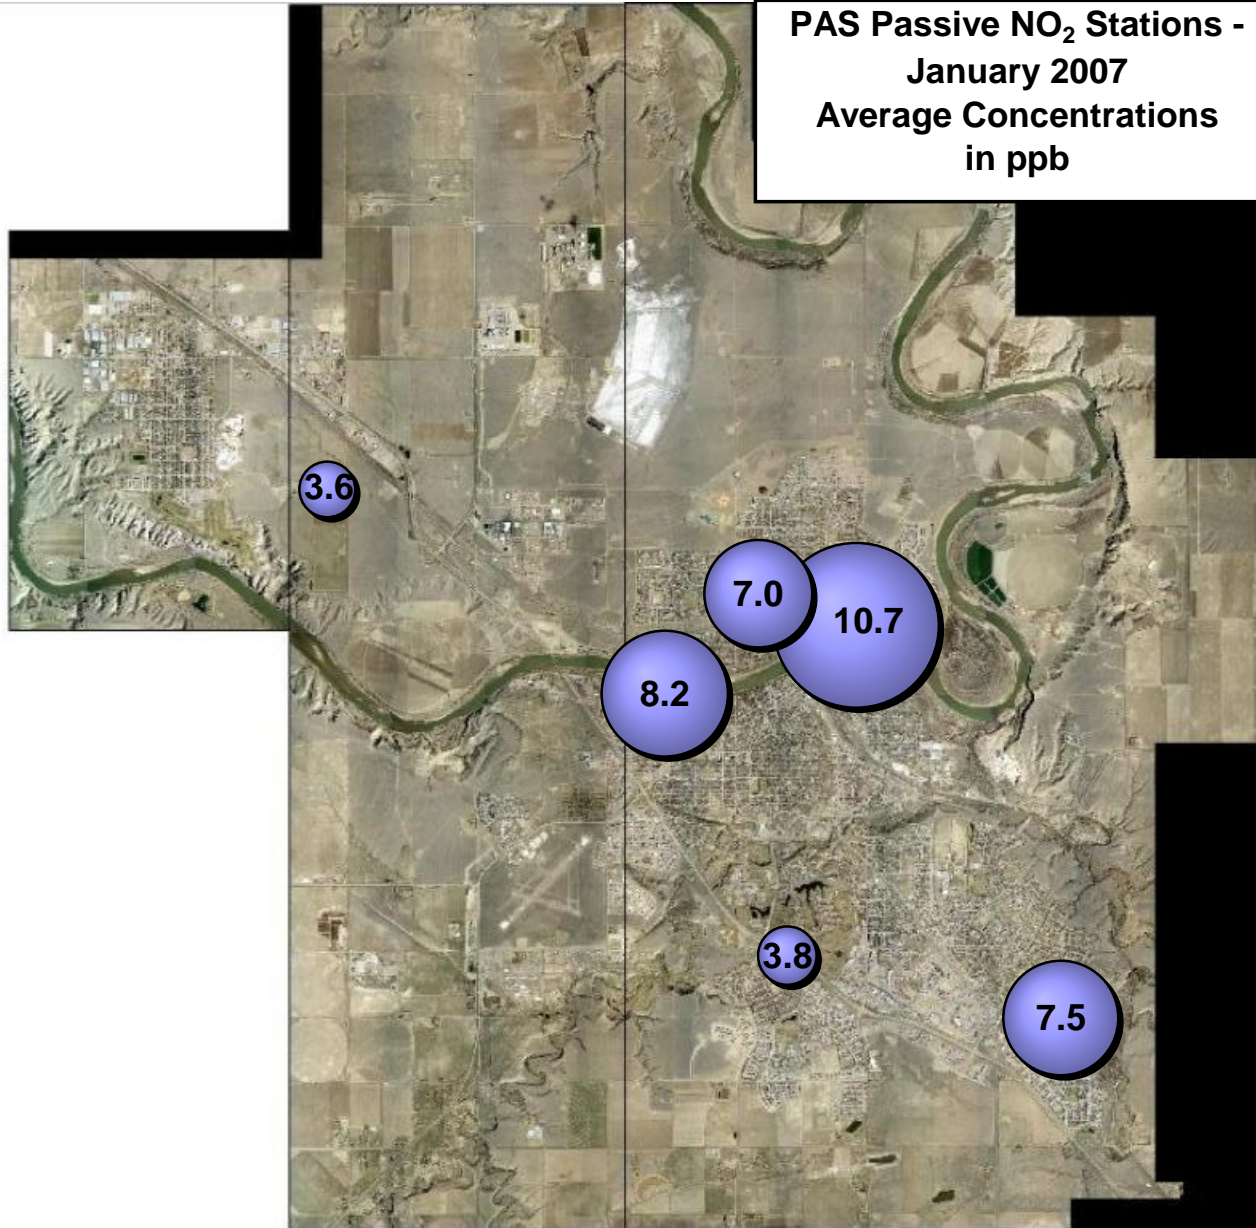 PAS Passive NO₂ Stations -
January 2007
Average Concentrations
in ppb
3.6
7.0
10.7
8.2
3.8
7.5